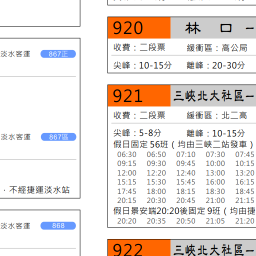 淡水客運 867正
淡水客運 867區
· 不經捷運淡水站
淡水客運 868
920 林 口 -
收費：二段票 緩衝區：高公局
尖峰：10-15分 離峰：20-30分
921 三峽北大社區-
收費：二段票 緩衝區：北二高
尖峰：5-8分 離峰：10-15分
假日固定 56班（均由三峽二站發車）
06:30 06:50 07:10 07:30 07:45
09:15 09:30 09:45 10:00 10:15
12:00 12:20 12:40 13:00 13:20
15:15 15:30 15:45 16:00 16:15
17:45 18:00 18:15 18:30 18:45
20:15 20:30 20:45 21:00 21:15
假日景安端20:20後固定 9班（均由
20:20 20:35 20:50 21:05 21:20
922 三峽北大社區-